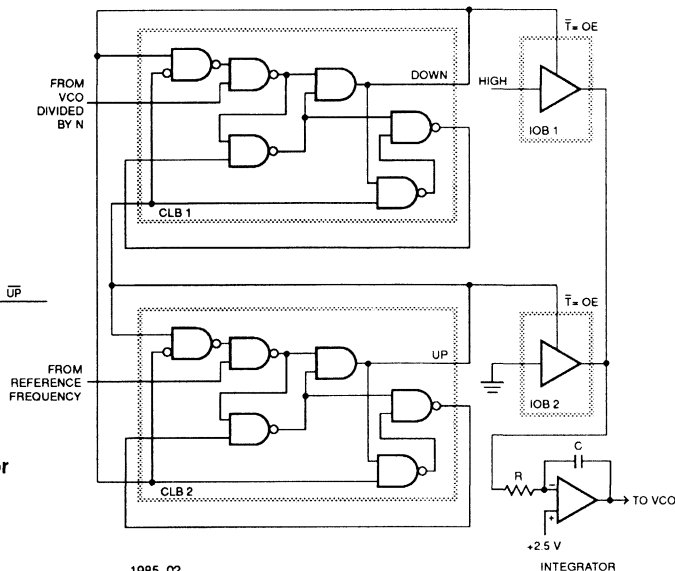 T̅ = OE
HIGH
IOB 1
FROM
VCO
DIVIDED
BY N
DOWN
CLB 1
UP̅
T̅ = OE
IOB 2
FROM
REFERENCE
FREQUENCY
UP
CLB 2
C
R
–
+
TO VCO
+2.5 V
INTEGRATOR